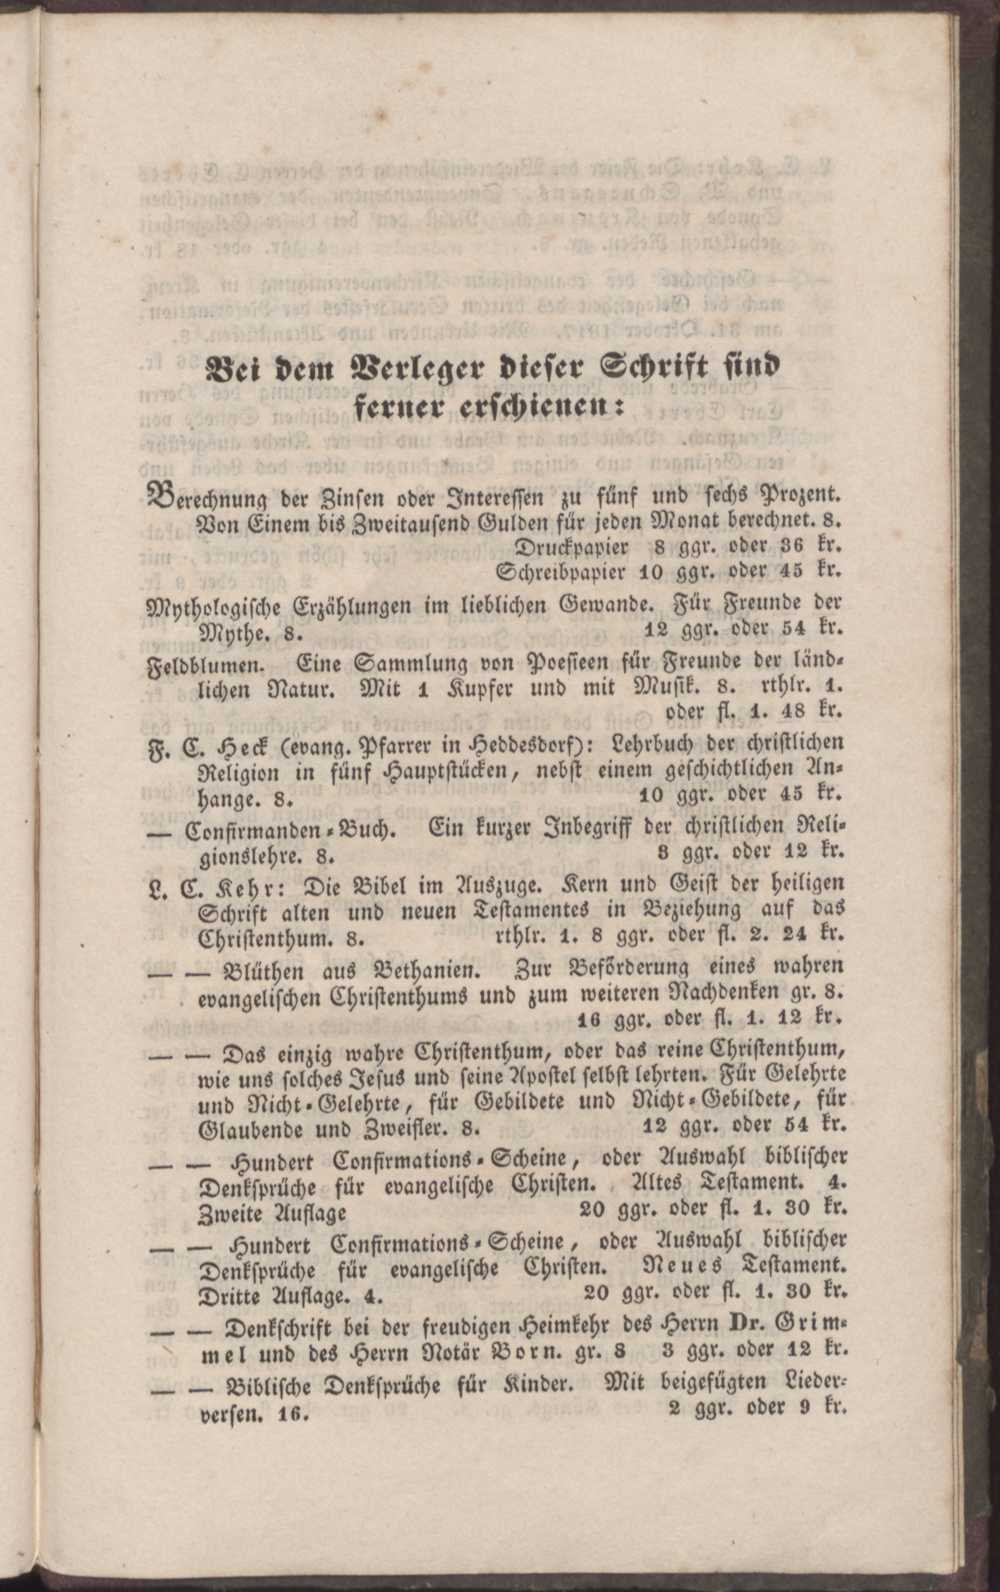 Bei dem Verleger dieser Schrift sind
ferner erschienen:
Berechnung der Zinsen oder Interessen zu fünf und sechs Prozent.
Von Einem bis Zweitausend Gulden für jeden Monat berechnet. 8.
Druckpapier 8 ggr. oder 36 kr.
Schreibpapier 10 ggr. oder 45 kr.
Mythologische Erzählungen im lieblichen Gewande. Für Freunde der
Mythe. 8. 12 ggr. oder 54 kr.
Feldblumen. Eine Sammlung von Poesieen für Freunde der länd-
lichen Natur. Mit 1 Kupfer und mit Musik. 8. rthlr. 1.
oder fl. 1. 48 kr.
F. C. Heck (evang. Pfarrer in Heddesdorf): Lehrbuch der christlichen
Religion in fünf Hauptstücken, nebst einem geschichtlichen An-
hange. 8. 10 ggr. oder 45 kr.
— Confirmanden-Buch. Ein kurzer Inbegriff der christlichen Reli-
gionslehre. 8. 3 ggr. oder 12 kr.
L. C. Kehr: Die Bibel im Auszuge. Kern und Geist der heiligen
Schrift alten und neuen Testamentes in Beziehung auf das
Christenthum. 8. rthlr. 1. 8 ggr. oder fl. 2. 24 kr.
— — Blüthen aus Bethanien. Zur Beförderung eines wahren
evangelischen Christenthums und zum weiteren Nachdenken gr. 8.
16 ggr. oder fl. 1. 12 kr.
— — Das einzig wahre Christenthum, oder das reine Christenthum,
wie uns solches Jesus und seine Apostel selbst lehrten. Für Gelehrte
und Nicht-Gelehrte, für Gebildete und Nicht-Gebildete, für
Glaubende und Zweifler. 8. 12 ggr. oder 54 kr.
— — Hundert Confirmations-Scheine, oder Auswahl biblischer
Denksprüche für evangelische Christen. Altes Testament. 4.
Zweite Auflage 20 ggr. oder fl. 1. 30 kr.
— — Hundert Confirmations-Scheine, oder Auswahl biblischer
Denksprüche für evangelische Christen. Neues Testament.
Dritte Auflage. 4. 20 ggr. oder fl. 1. 30 kr.
— — Denkschrift bei der freudigen Heimkehr des Herrn Dr. Grim-
mel und des Herrn Notär Born. gr. 8 3 ggr. oder 12 kr.
— — Biblische Denksprüche für Kinder. Mit beigefügten Lieder-
versen. 16. 2 ggr. oder 9 kr.